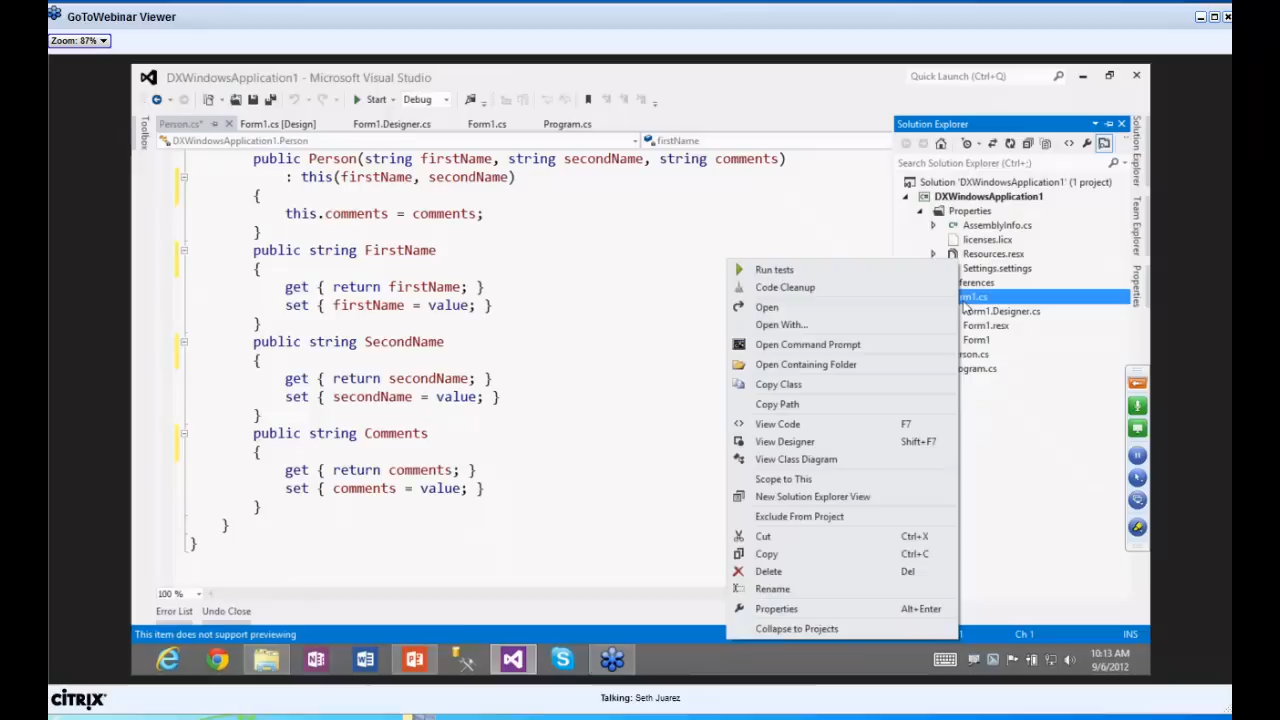 GoToWebinar Viewer
Zoom: 87%
DXWindowsApplication1 - Microsoft Visual Studio
Quick Launch (Ctrl+Q)
Start
Debug
Person.cs*
Form1.cs [Design]
Form1.Designer.cs
Form1.cs
Program.cs
DXWindowsApplication1.Person
firstName
Toolbox
public Person(string firstName, string secondName, string comments)
: this(firstName, secondName)
{
this.comments = comments;
}
public string FirstName
{
get { return firstName; }
set { firstName = value; }
}
public string SecondName
{
get { return secondName; }
set { secondName = value; }
}
public string Comments
{
get { return comments; }
set { comments = value; }
}
}
}
100 %
Error List
Undo Close
This item does not support previewing
1
Ch 1
INS
Solution Explorer
Search Solution Explorer (Ctrl+;)
Solution 'DXWindowsApplication1' (1 project)
DXWindowsApplication1
Properties
AssemblyInfo.cs
licenses.licx
Resources.resx
Settings.settings
ferences
rm1.cs
Form1.Designer.cs
Form1.resx
Form1
rson.cs
ogram.cs
Solution Explorer
Team Explorer
Properties
Run tests
Code Cleanup
Open
Open With...
Open Command Prompt
Open Containing Folder
Copy Class
Copy Path
View Code F7
View Designer Shift+F7
View Class Diagram
Scope to This
New Solution Explorer View
Exclude From Project
Cut Ctrl+X
Copy Ctrl+C
Delete Del
Rename
Properties Alt+Enter
Collapse to Projects
10:13 AM
9/6/2012
CITRIX
Talking: Seth Juarez